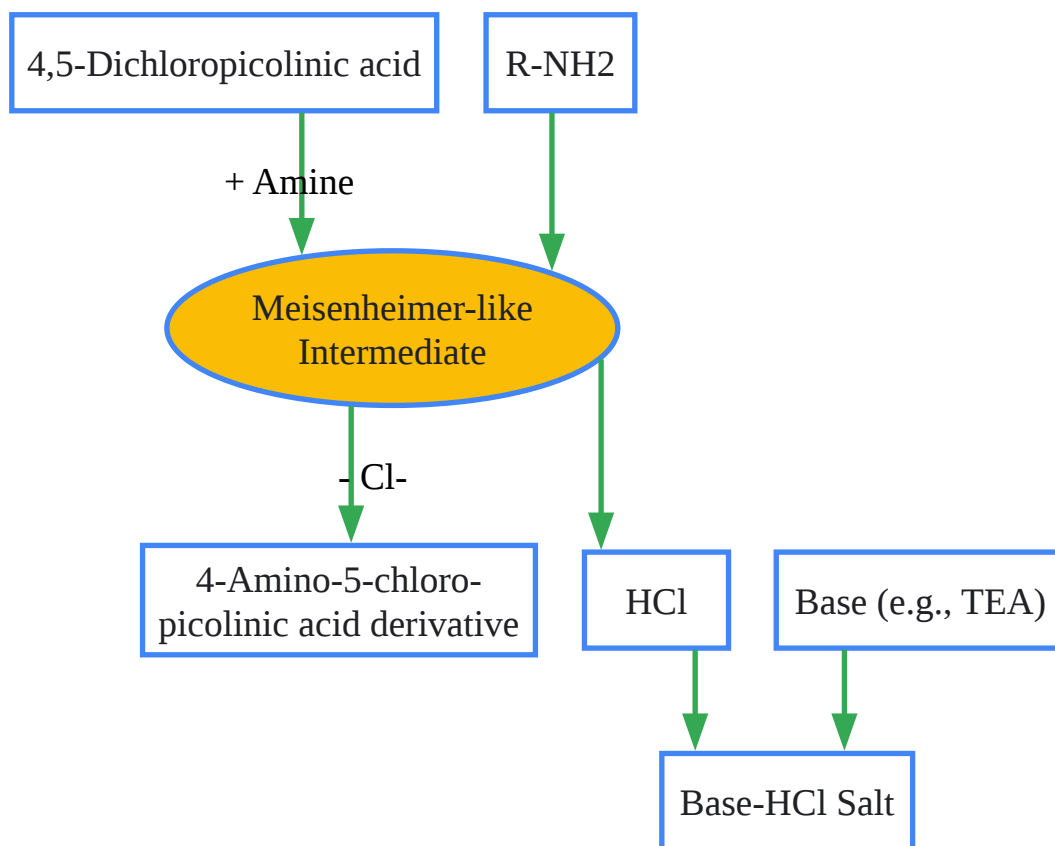 4,5-Dichloropicolinic acid
R-NH2
+ Amine
Meisenheimer-like
Intermediate
- Cl-
4-Amino-5-chloro-
picolinic acid derivative
HCl
Base (e.g., TEA)
Base-HCl Salt